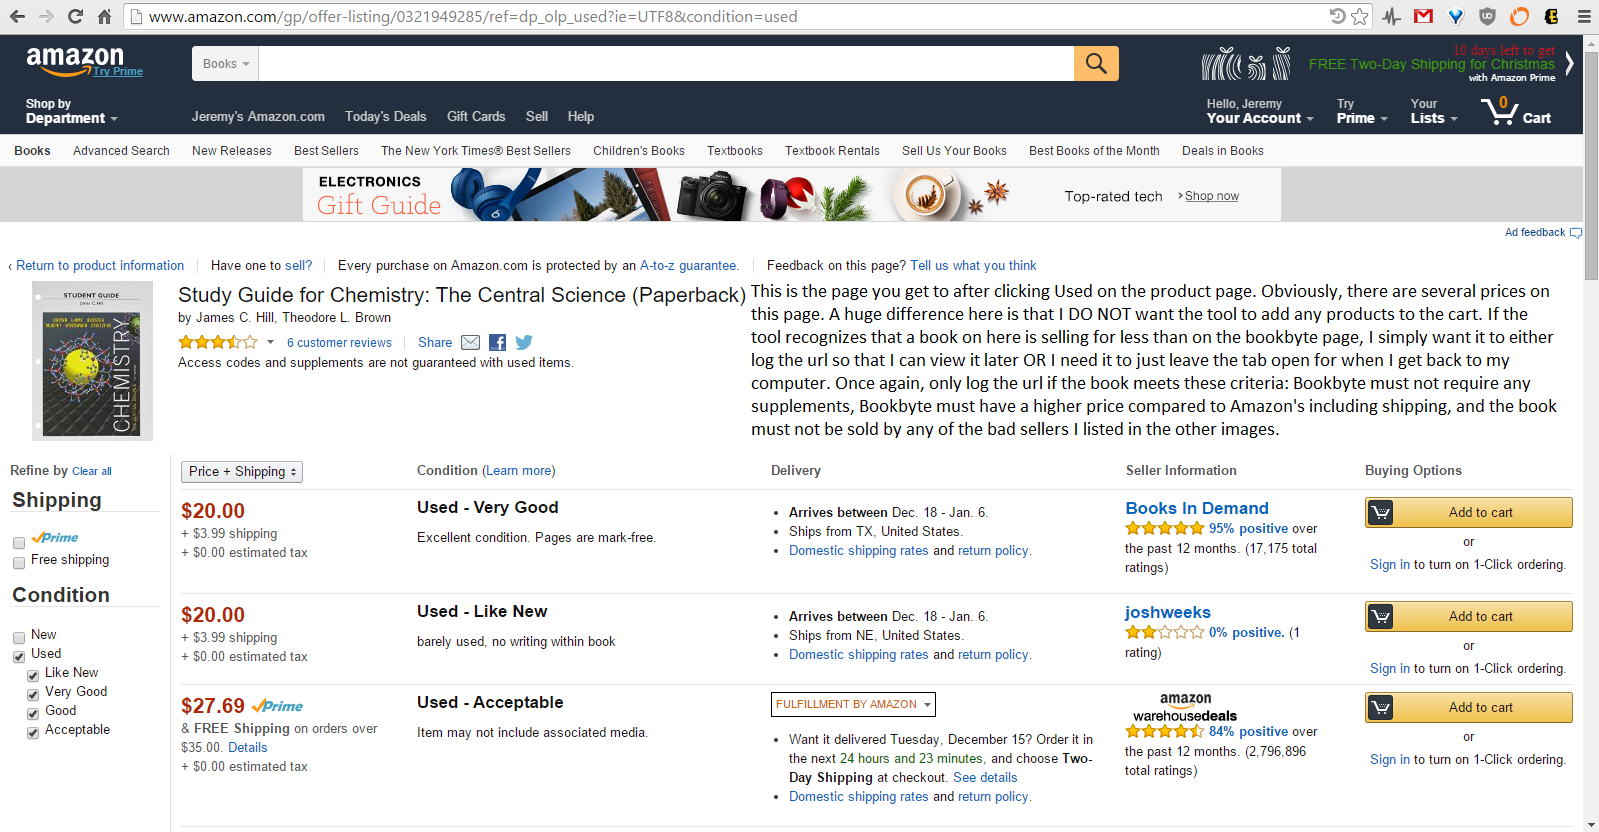 www.amazon.com/gp/offer-listing/0321949285/ref=dp_olp_used?ie=UTF8&condition=used
amazon
Try Prime
Books
10 days left to get
FREE Two-Day Shipping for Christmas
with Amazon Prime
Shop by
Department
Jeremy's Amazon.com Today's Deals Gift Cards Sell Help
Hello, Jeremy
Your Account
Try
Prime
Your
Lists
0
Cart
Books Advanced Search New Releases Best Sellers The New York Times® Best Sellers Children's Books Textbooks Textbook Rentals Sell Us Your Books Best Books of the Month Deals in Books
ELECTRONICS
Gift Guide
Top-rated tech › Shop now
Ad feedback
‹ Return to product information Have one to sell? Every purchase on Amazon.com is protected by an A-to-z guarantee. Feedback on this page? Tell us what you think
STUDENT GUIDE
James C. Hill
CHEMISTRY
Study Guide for Chemistry: The Central Science (Paperback)
by James C. Hill, Theodore L. Brown
6 customer reviews Share
Access codes and supplements are not guaranteed with used items.
This is the page you get to after clicking Used on the product page. Obviously, there are several prices on
this page. A huge difference here is that I DO NOT want the tool to add any products to the cart. If the
tool recognizes that a book on here is selling for less than on the bookbyte page, I simply want it to either
log the url so that I can view it later OR I need it to just leave the tab open for when I get back to my
computer. Once again, only log the url if the book meets these criteria: Bookbyte must not require any
supplements, Bookbyte must have a higher price compared to Amazon's including shipping, and the book
must not be sold by any of the bad sellers I listed in the other images.
Refine by Clear all
Shipping
Prime
Free shipping
Condition
New
Used
Like New
Very Good
Good
Acceptable
Price + Shipping Condition (Learn more) Delivery Seller Information Buying Options
$20.00
+ $3.99 shipping
+ $0.00 estimated tax
Used - Very Good
Excellent condition. Pages are mark-free.
Arrives between Dec. 18 - Jan. 6.
Ships from TX, United States.
Domestic shipping rates and return policy.
Books In Demand
95% positive over
the past 12 months. (17,175 total
ratings)
Add to cart
or
Sign in to turn on 1-Click ordering.
$20.00
+ $3.99 shipping
+ $0.00 estimated tax
Used - Like New
barely used, no writing within book
Arrives between Dec. 18 - Jan. 6.
Ships from NE, United States.
Domestic shipping rates and return policy.
joshweeks
0% positive. (1
rating)
Add to cart
or
Sign in to turn on 1-Click ordering.
$27.69 Prime
& FREE Shipping on orders over
$35.00. Details
+ $0.00 estimated tax
Used - Acceptable
Item may not include associated media.
FULFILLMENT BY AMAZON
Want it delivered Tuesday, December 15? Order it in
the next 24 hours and 23 minutes, and choose Two-
Day Shipping at checkout. See details
Domestic shipping rates and return policy.
amazon
warehousedeals
84% positive over
the past 12 months. (2,796,896
total ratings)
Add to cart
or
Sign in to turn on 1-Click ordering.